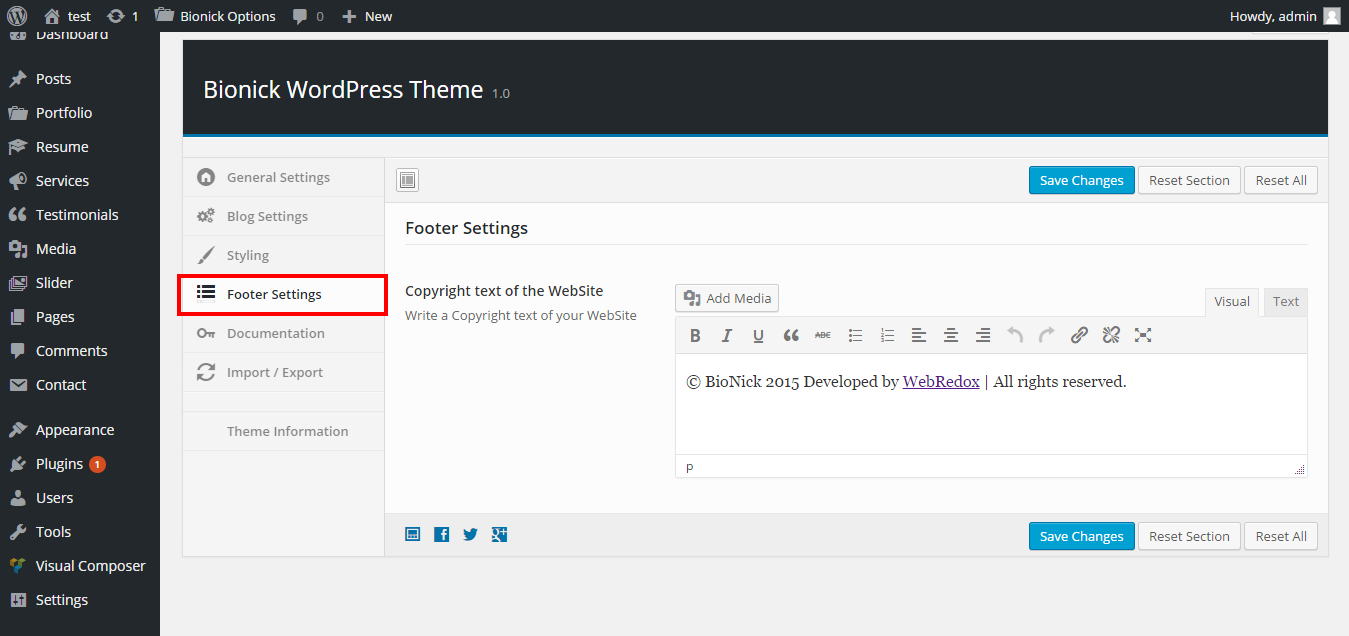 test 1 Bionick Options 0 New Howdy, admin
Dashboard
Posts
Portfolio
Resume
Services
Testimonials
Media
Slider
Pages
Comments
Contact
Appearance
Plugins 1
Users
Tools
Visual Composer
Settings
Bionick WordPress Theme 1.0
General Settings
Blog Settings
Styling
Footer Settings
Documentation
Import / Export
Theme Information
Save Changes Reset Section Reset All
Footer Settings
Copyright text of the WebSite
Write a Copyright text of your WebSite
Add Media
Visual Text
B I U ABC
© BioNick 2015 Developed by WebRedox | All rights reserved.
p
Save Changes Reset Section Reset All